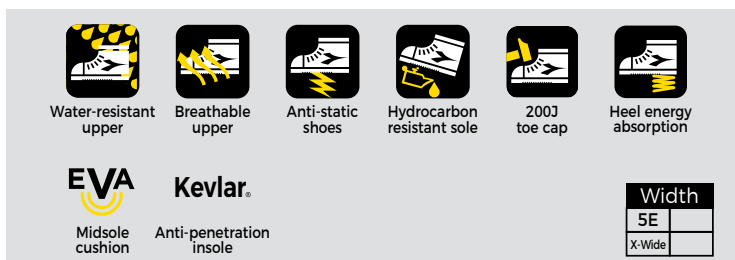 Water-resistant
upper
Breathable
upper
Anti-static
shoes
Hydrocarbon
resistant sole
200J
toe cap
Heel energy
absorption
EVA
Midsole
cushion
Kevlar®
Anti-penetration
insole
Width
5E
X-Wide